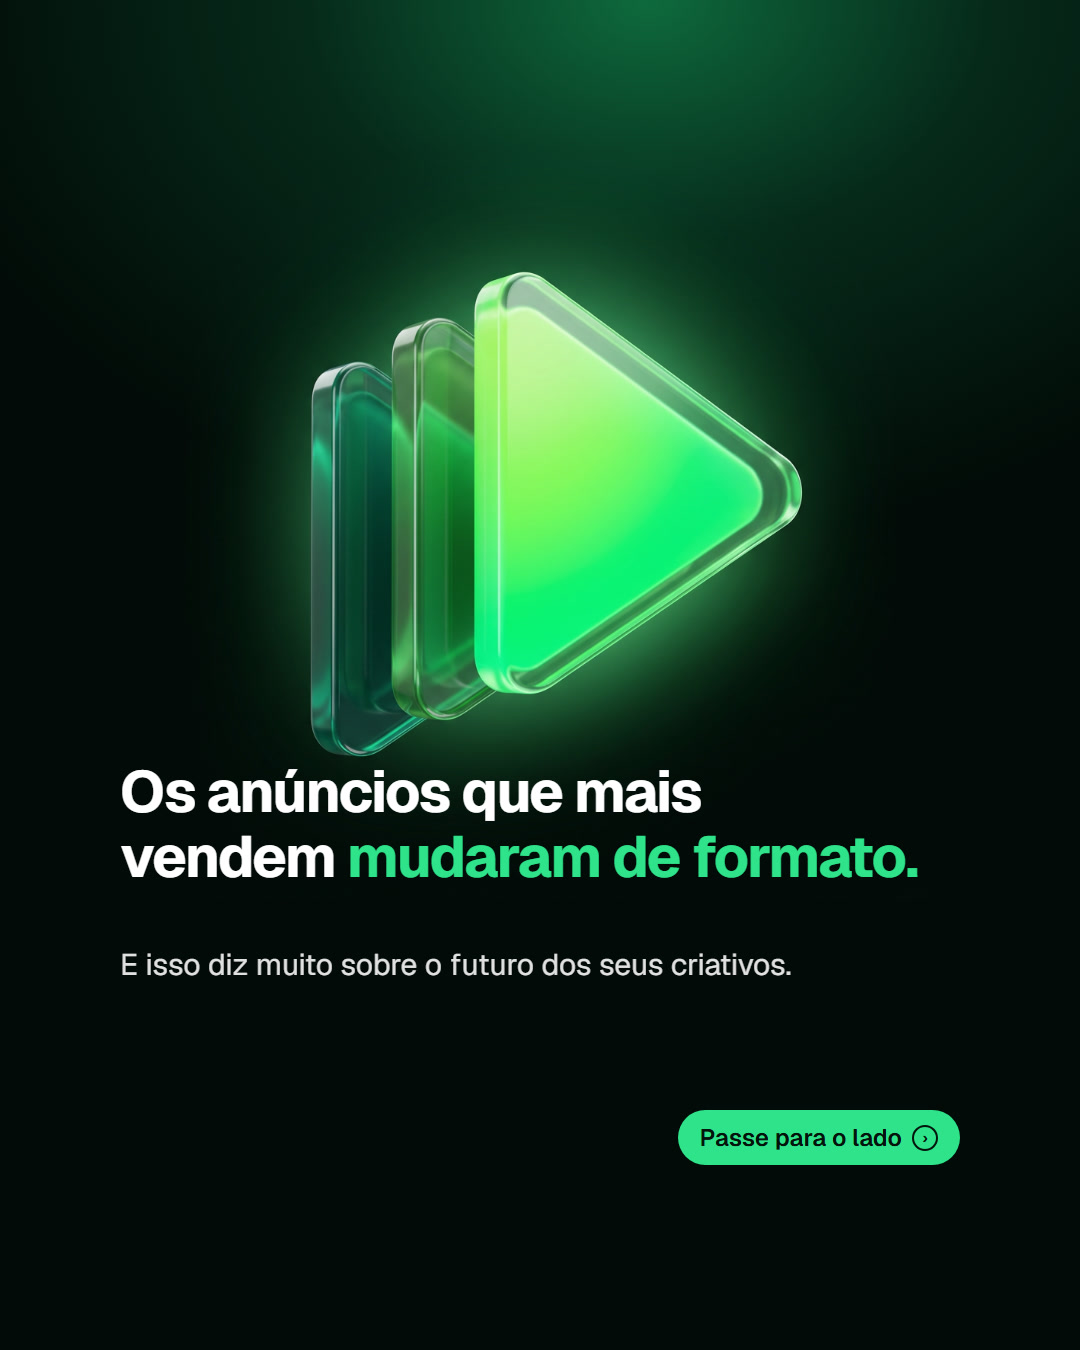 Os anúncios que mais
vendem mudaram de formato.
E isso diz muito sobre o futuro dos seus criativos.
Passe para o lado